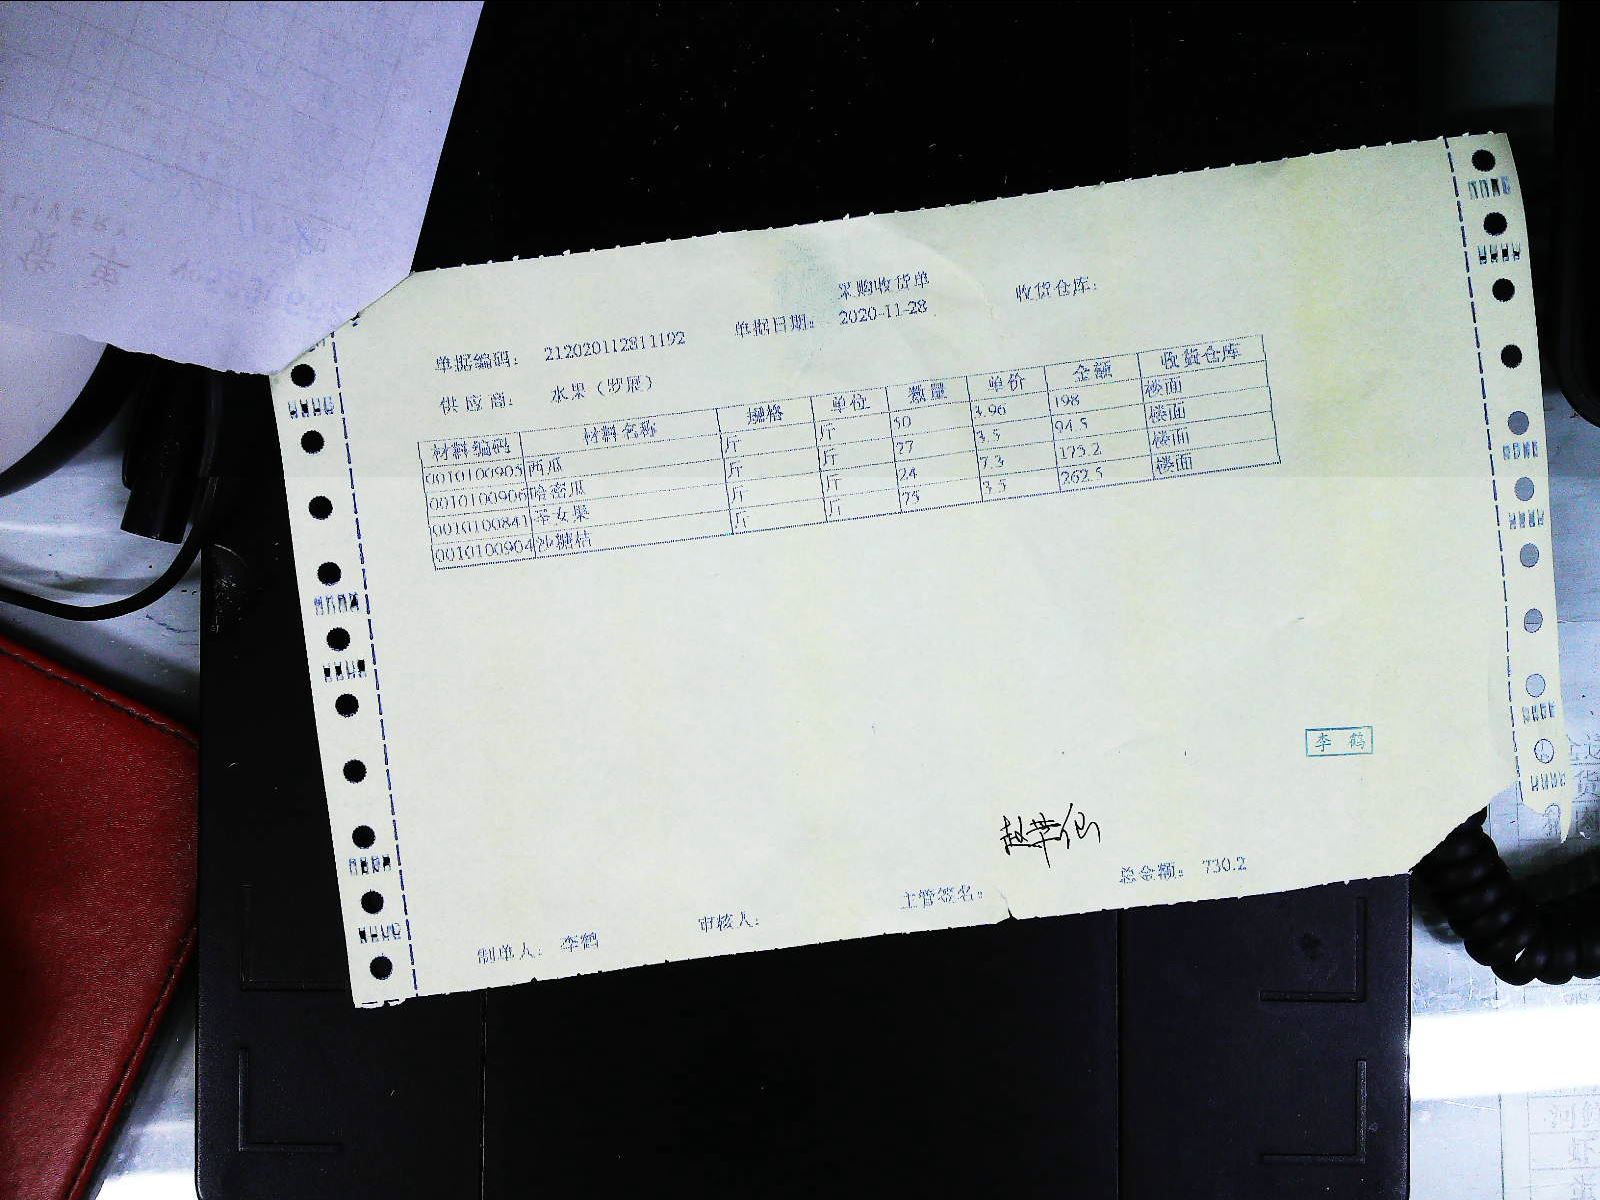 采购收货单
单据编码: 212020112811192 单据日期: 2020-11-28 收货仓库:
供应商: 水果(罗展)
材料编码 材料名称 规格 单位 数量 单价 金额 收货仓库
0010100905 西瓜 斤 斤 50 3.96 198 楼面
0010100906 哈密瓜 斤 斤 27 3.5 94.5 楼面
0010100841 圣女果 斤 斤 24 7.3 175.2 楼面
0010100904 沙糖桔 斤 斤 75 3.5 262.5 楼面
李鹤
赵华仙
总金额: 730.2
制单人: 李鹤 审核人: 主管签名: